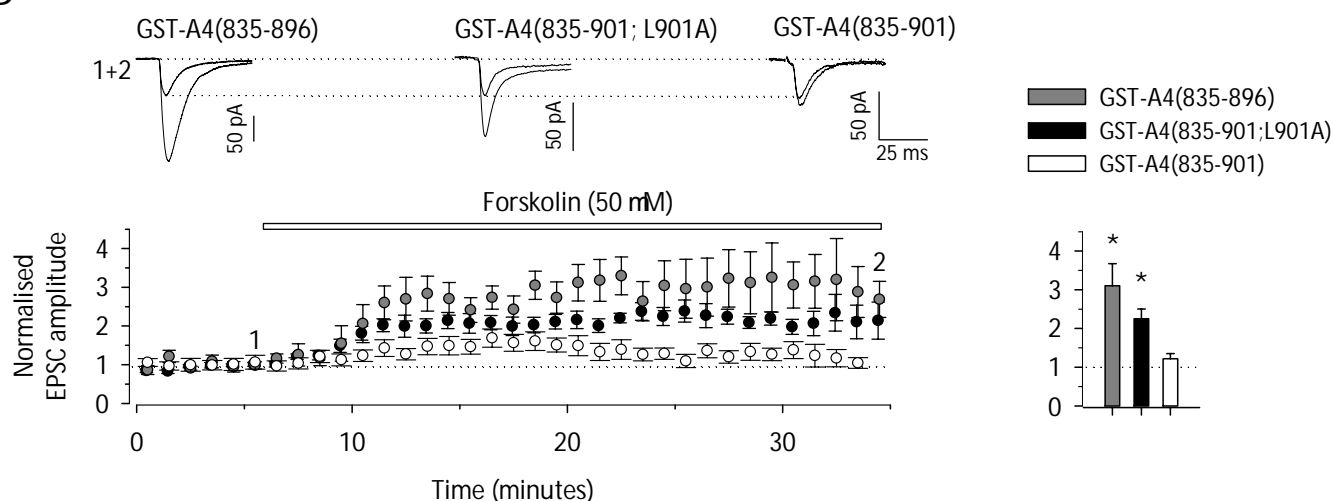 GST-A4(835-896)
GST-A4(835-901; L901A)
GST-A4(835-901)
1+2
50 pA
50 pA
50 pA
25 ms
GST-A4(835-896)
GST-A4(835-901;L901A)
GST-A4(835-901)
Forskolin (50 mM)
Normalised
EPSC amplitude
4
3
2
1
0
1
2
0
10
20
30
Time (minutes)
4
3
2
1
0
*
*